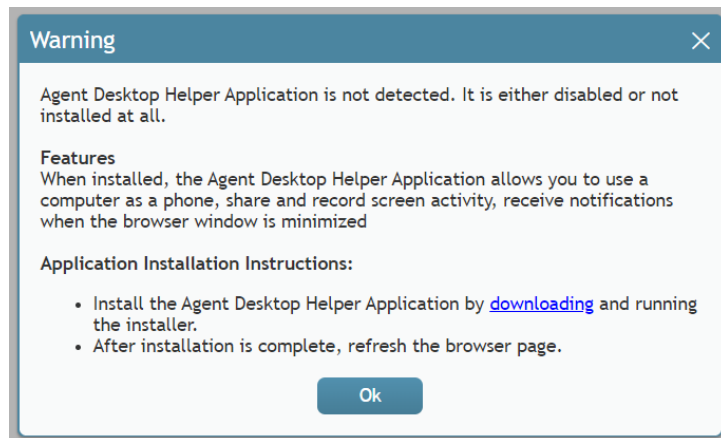 Warning
Agent Desktop Helper Application is not detected. It is either disabled or not
installed at all.
Features
When installed, the Agent Desktop Helper Application allows you to use a
computer as a phone, share and record screen activity, receive notifications
when the browser window is minimized
Application Installation Instructions:
• Install the Agent Desktop Helper Application by downloading and running
the installer.
• After installation is complete, refresh the browser page.
Ok